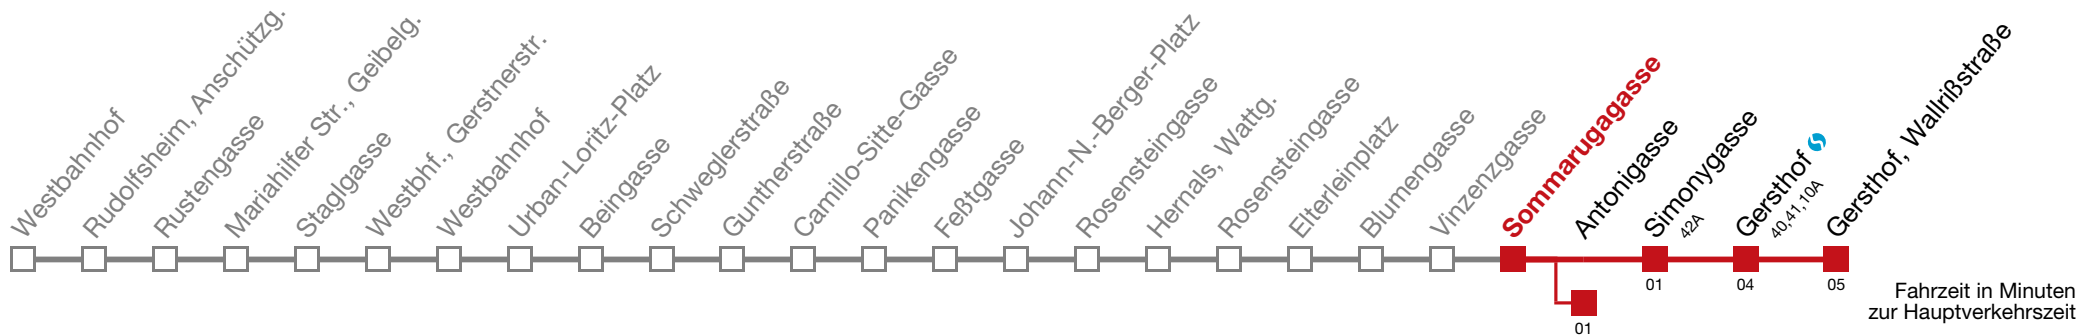 Westbahnhof
Rudolfsheim, Anschützg.
Rustengasse
Mariahilfer Str., Geibelg.
Staglgasse
Westbhf., Gerstnerstr.
Westbahnhof
Urban-Loritz-Platz
Beingasse
Schweglerstraße
Guntherstraße
Camillo-Sitte-Gasse
Panikengasse
Feßtgasse
Johann-N.-Berger-Platz
Rosensteingasse
Hernals, Wattg.
Rosensteingasse
Elterleinplatz
Blumengasse
Vinzenzgasse
Sommarugagasse
Antonigasse
Simonygasse
42A
Gersthof
40,41,10A
Gersthof, Wallrißstraße
01
04
05
01
Fahrzeit in Minuten
zur Hauptverkehrszeit